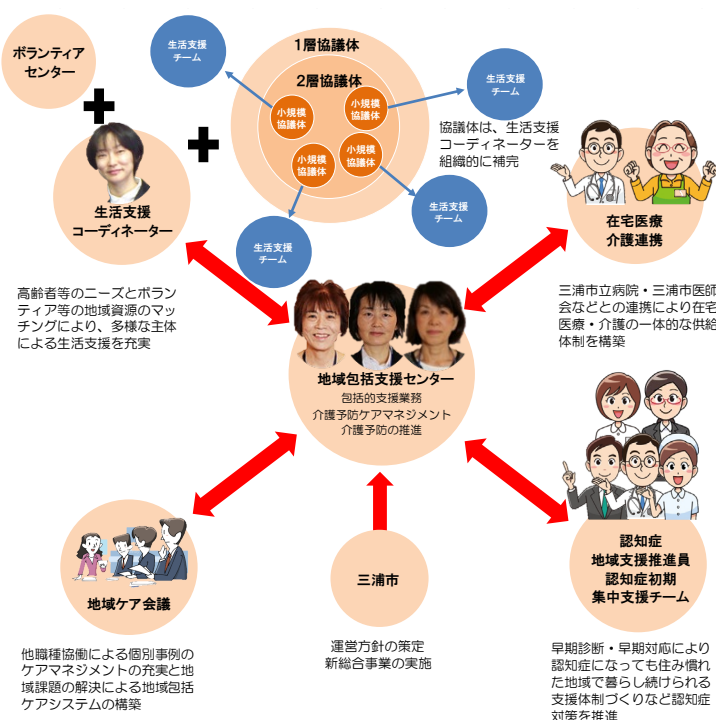 ボランティア
センター
生活支援
チーム
1層協議体
2層協議体
小規模
協議体
小規模
協議体
小規模
協議体
小規模
協議体
生活支援
チーム
協議体は、生活支援
コーディネーターを
組織的に補完
生活支援
チーム
生活支援
チーム
生活支援
コーディネーター
高齢者等のニーズとボラン
ティア等の地域資源のマッ
チングにより、多様な主体
による生活支援を充実
在宅医療
介護連携
三浦市立病院・三浦市医師
会などとの連携により在宅
医療・介護の一体的な供給
体制を構築
地域包括支援センター
包括的支援業務
介護予防ケアマネジメント
介護予防の推進
地域ケア会議
他職種協働による個別事例の
ケアマネジメントの充実と地
域課題の解決による地域包括
ケアシステムの構築
三浦市
運営方針の策定
新総合事業の実施
認知症
地域支援推進員
認知症初期
集中支援チーム
早期診断・早期対応により
認知症になっても住み慣れ
た地域で暮らし続けられる
支援体制づくりなど認知症
対策を推進